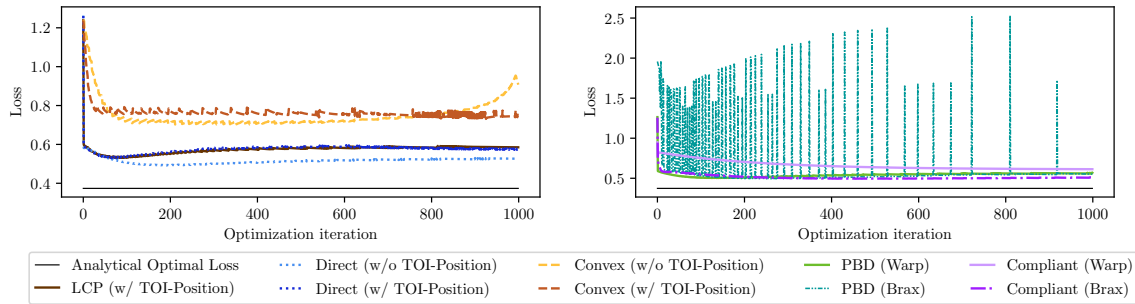 1.2
1.0
0.8
0.6
0.4
Loss
0 200 400 600 800 1000
Optimization iteration
2.5
2.0
1.5
1.0
0.5
Loss
0 200 400 600 800 1000
Optimization iteration
Analytical Optimal Loss
LCP (w/ TOI-Position)
Direct (w/o TOI-Position)
Direct (w/ TOI-Position)
Convex (w/o TOI-Position)
Convex (w/ TOI-Position)
PBD (Warp)
PBD (Brax)
Compliant (Warp)
Compliant (Brax)